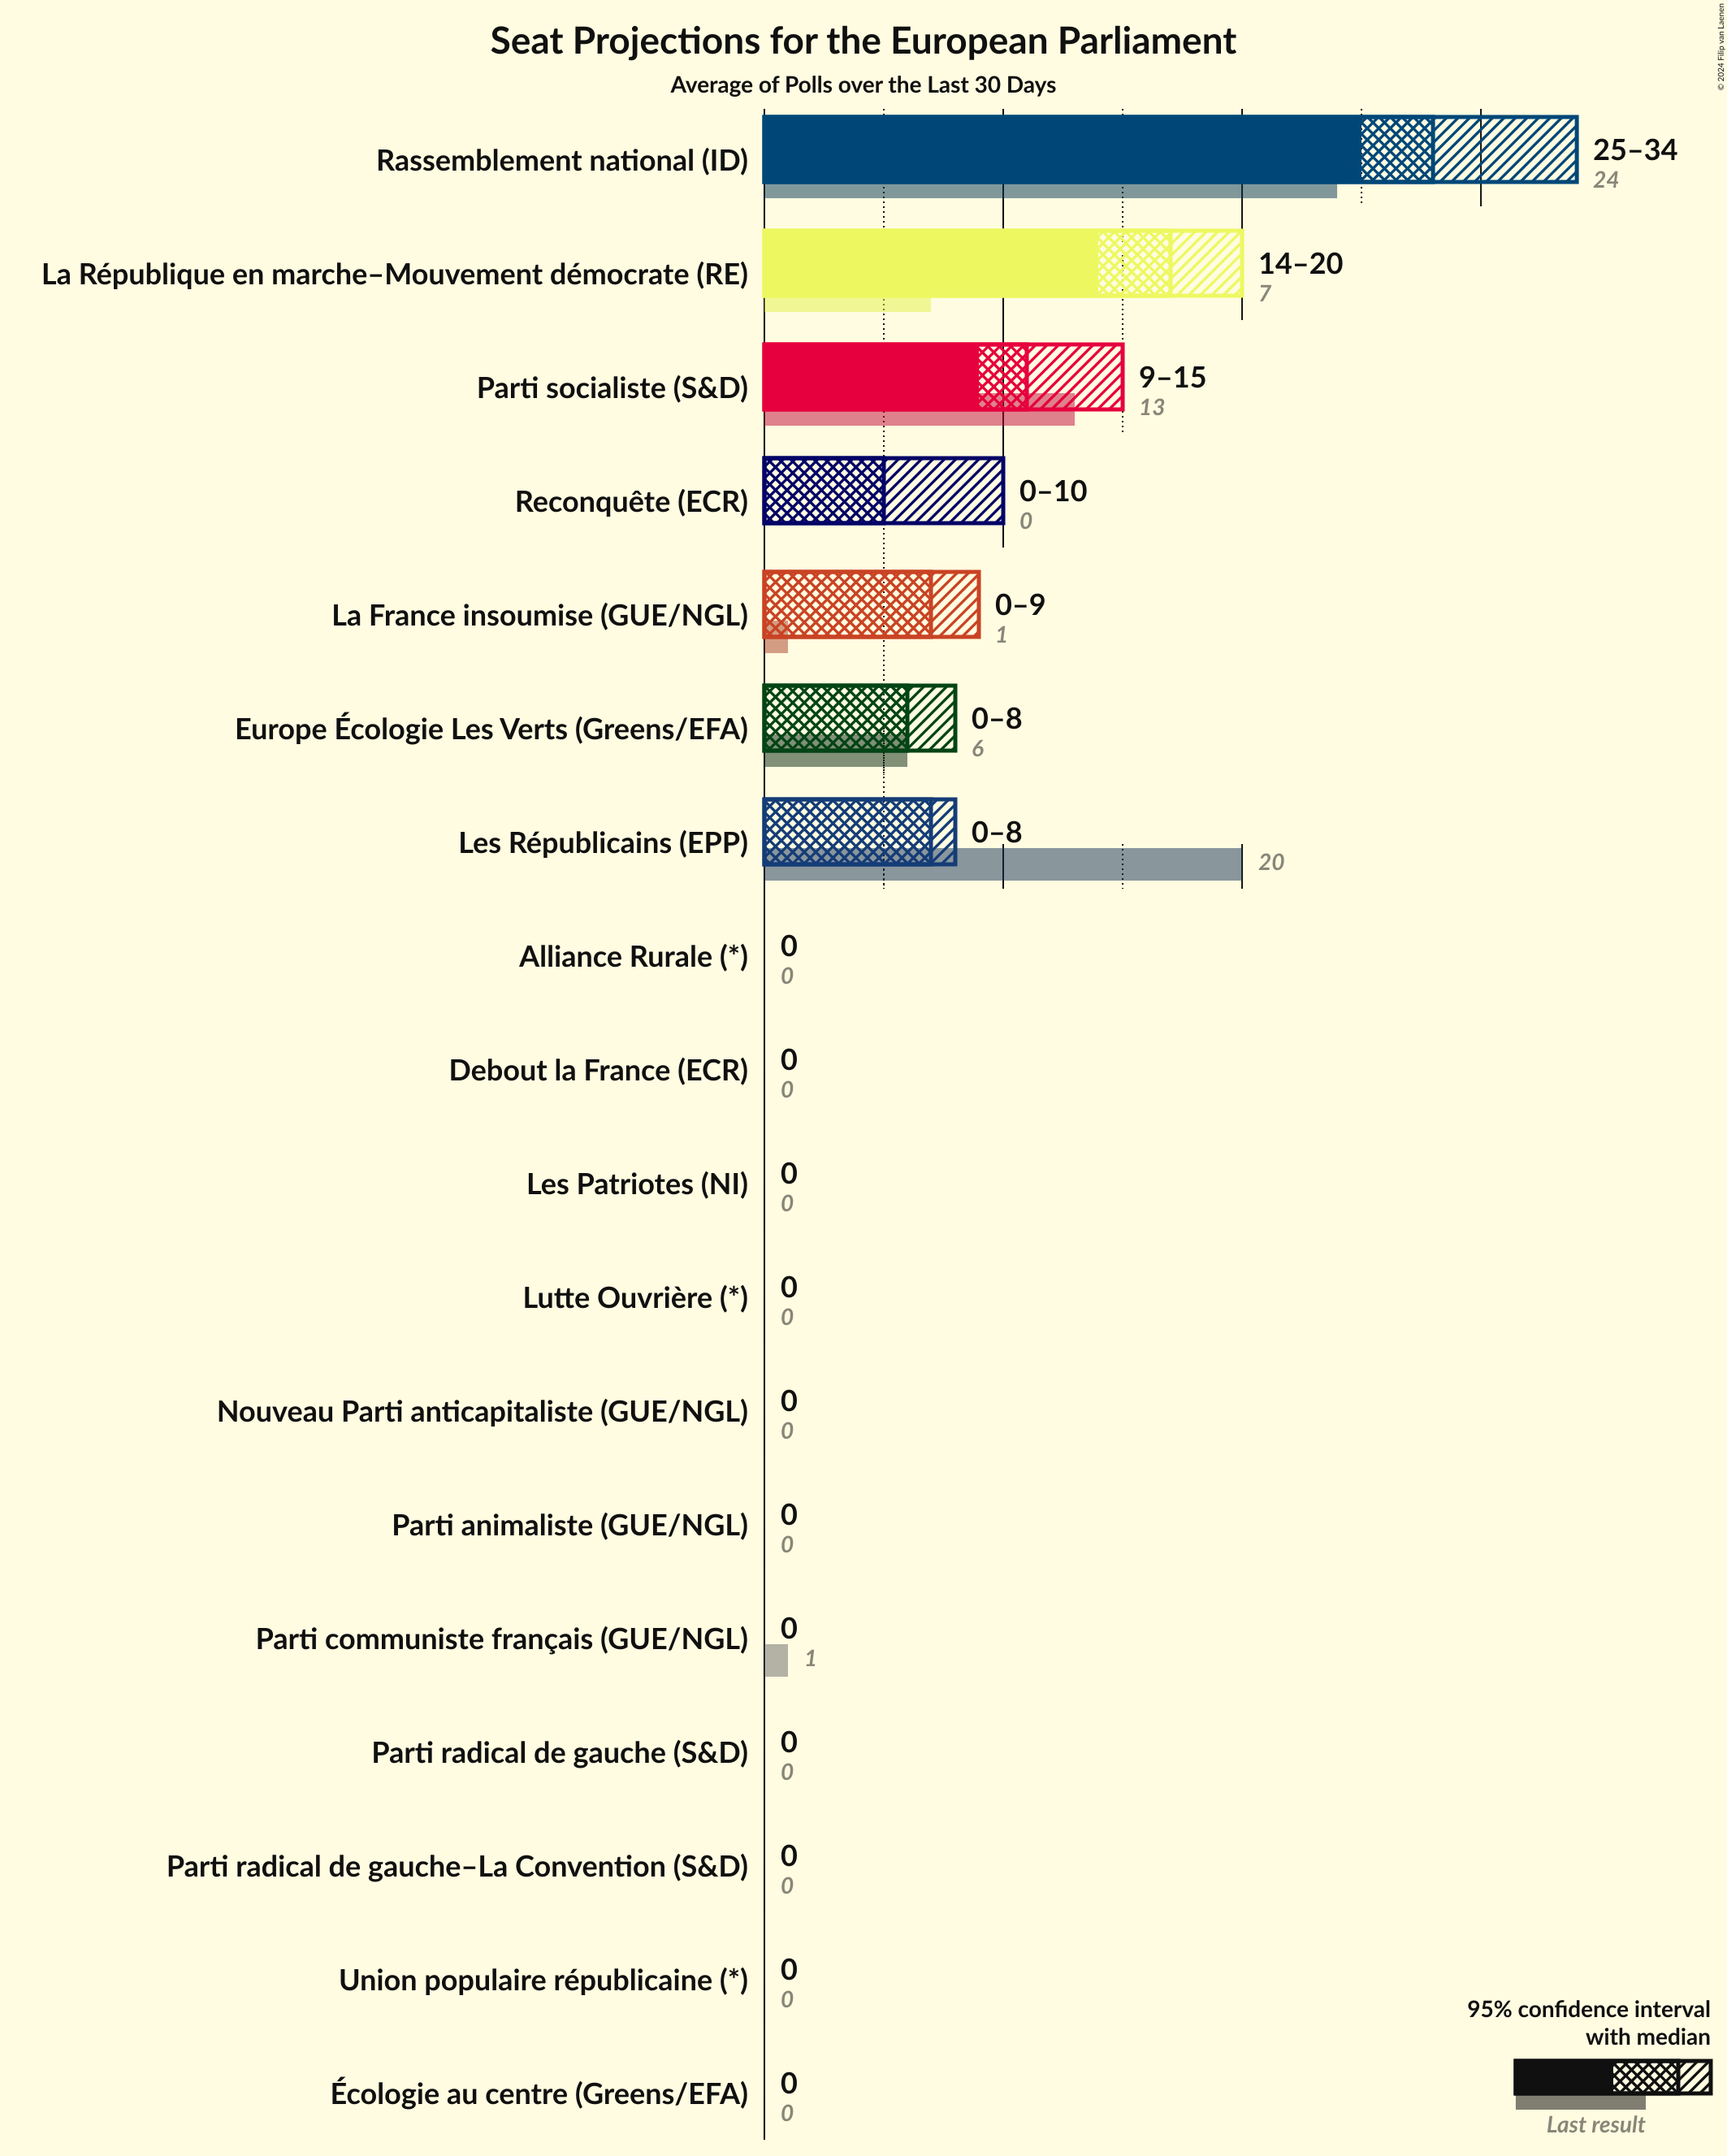 Seat Projections for the European Parliament
Average of Polls over the Last 30 Days
© 2024 Filip van Laenen
Rassemblement national (ID)
25–34
24
La République en marche–Mouvement démocrate (RE)
14–20
7
Parti socialiste (S&D)
9–15
13
Reconquête (ECR)
0–10
0
La France insoumise (GUE/NGL)
0–9
1
Europe Écologie Les Verts (Greens/EFA)
0–8
6
Les Républicains (EPP)
0–8
20
Alliance Rurale (*)
0
0
Debout la France (ECR)
0
0
Les Patriotes (NI)
0
0
Lutte Ouvrière (*)
0
0
Nouveau Parti anticapitaliste (GUE/NGL)
0
0
Parti animaliste (GUE/NGL)
0
0
Parti communiste français (GUE/NGL)
0
1
Parti radical de gauche (S&D)
0
0
Parti radical de gauche–La Convention (S&D)
0
0
Union populaire républicaine (*)
0
0
Écologie au centre (Greens/EFA)
0
0
95% confidence interval
with median
Last result